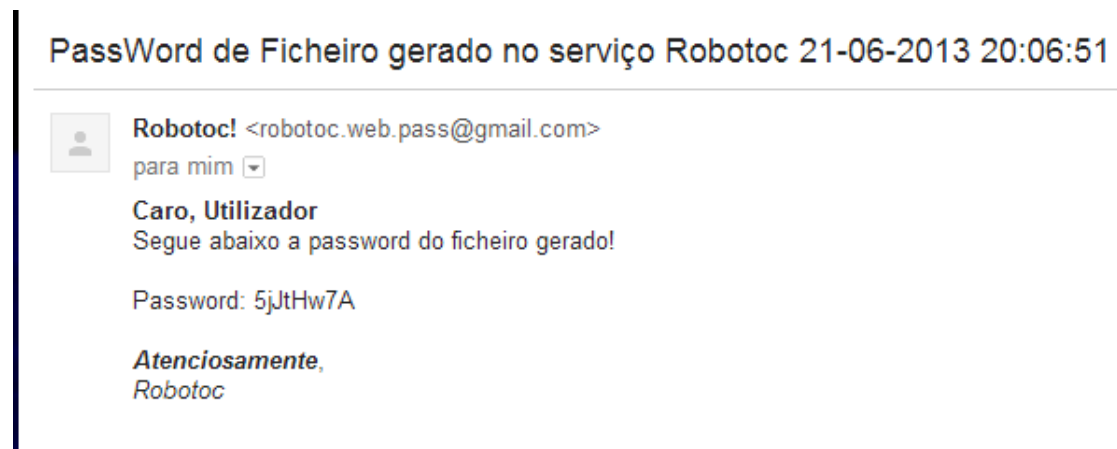 PassWord de Ficheiro gerado no serviço Robotoc 21-06-2013 20:06:51
Robotoc! <robotoc.web.pass@gmail.com>
para mim
Caro, Utilizador
Segue abaixo a password do ficheiro gerado!
Password: 5jJtHw7A
Atenciosamente,
Robotoc